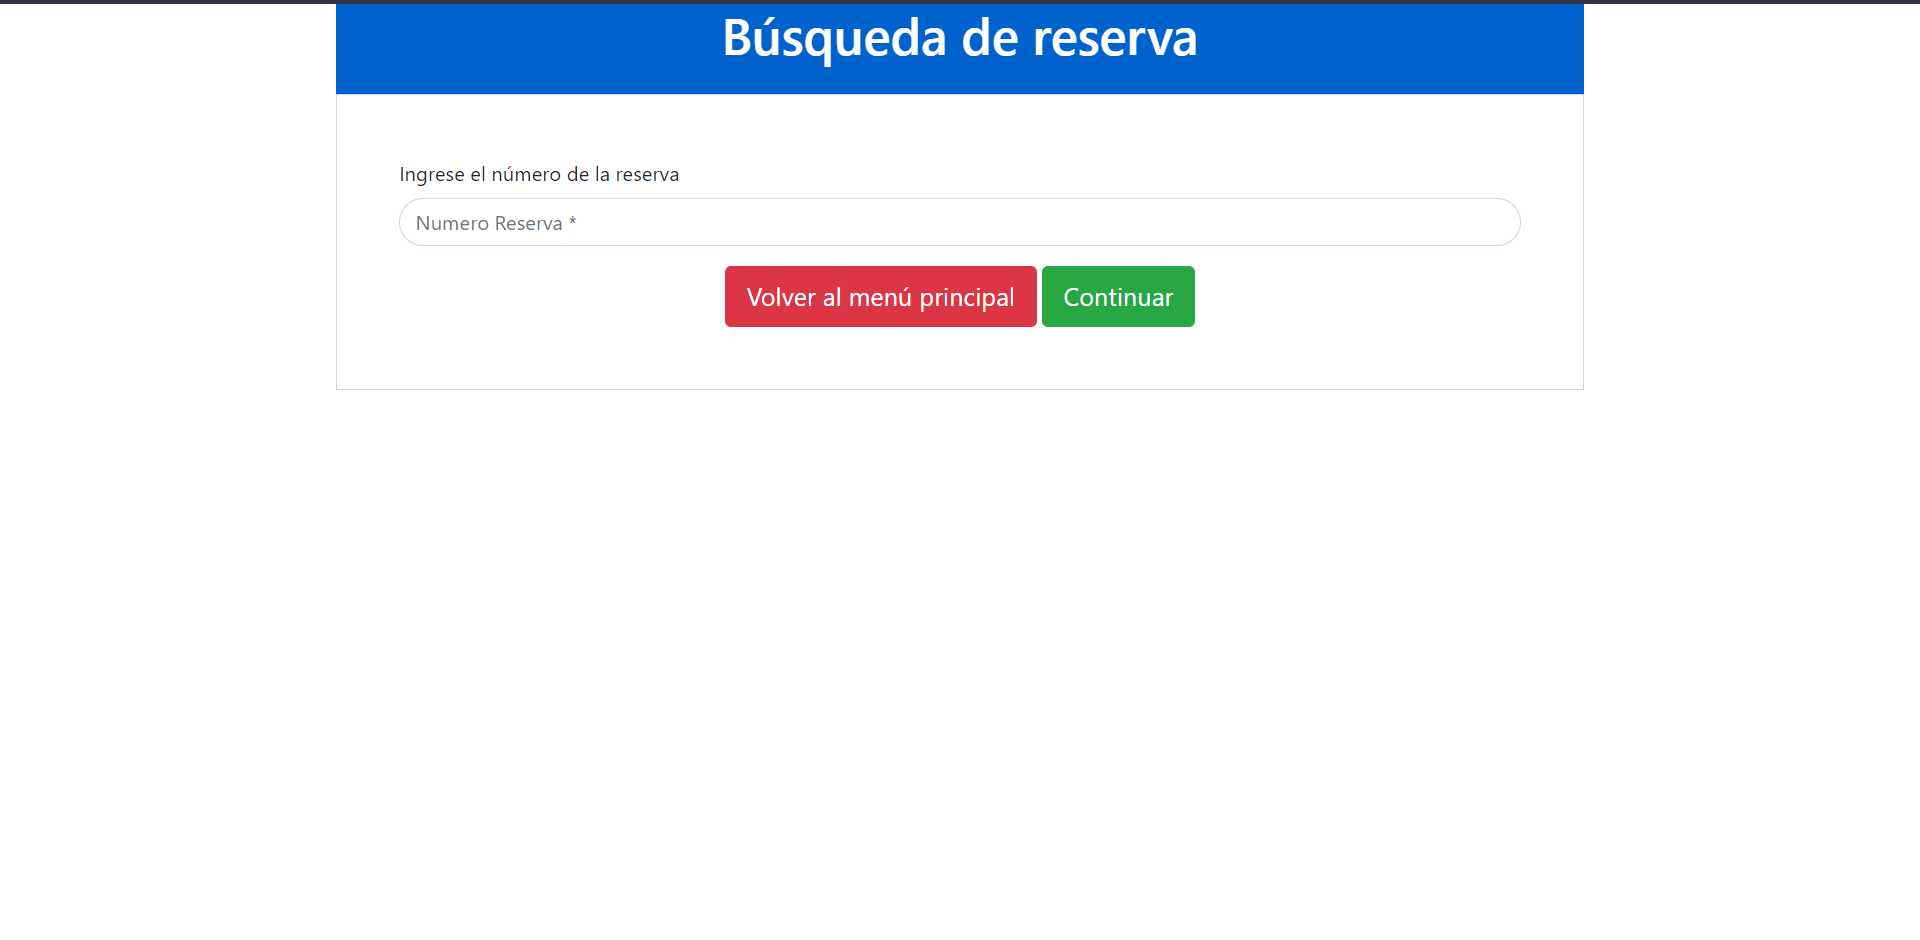 Búsqueda de reserva
Ingrese el número de la reserva
Numero Reserva *
Volver al menú principal Continuar